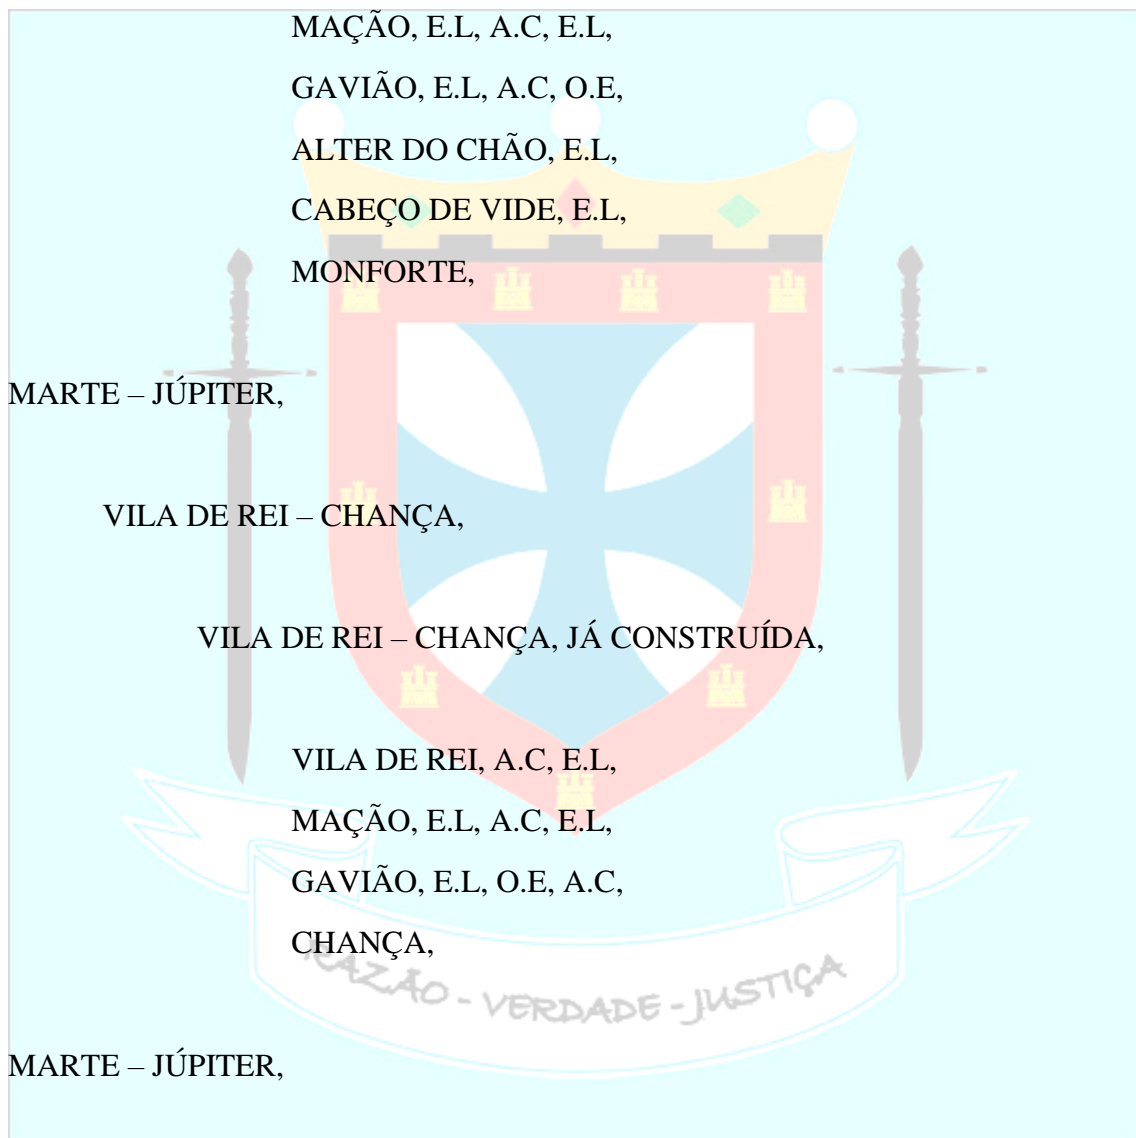 MAÇÃO, E.L, A.C, E.L,
GAVIÃO, E.L, A.C, O.E,
ALTER DO CHÃO, E.L,
CABEÇO DE VIDE, E.L,
MONFORTE,
MARTE – JÚPITER,
VILA DE REI – CHANÇA,
VILA DE REI – CHANÇA, JÁ CONSTRUÍDA,
VILA DE REI, A.C, E.L,
MAÇÃO, E.L, A.C, E.L,
GAVIÃO, E.L, O.E, A.C,
CHANÇA,
RAZÃO - VERDADE - JUSTIÇA
MARTE – JÚPITER,